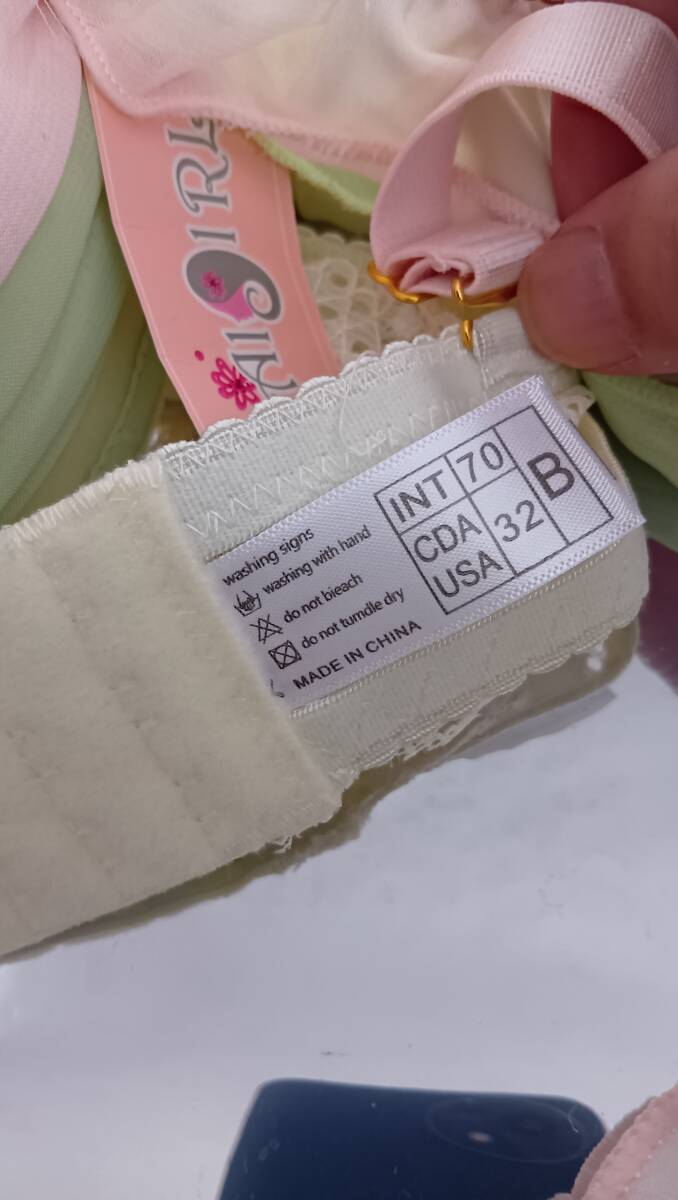 INT 70 B
CDA 32
USA
washing signs
washing with hand
do not bieach
do not tumdle dry
MADE IN CHINA